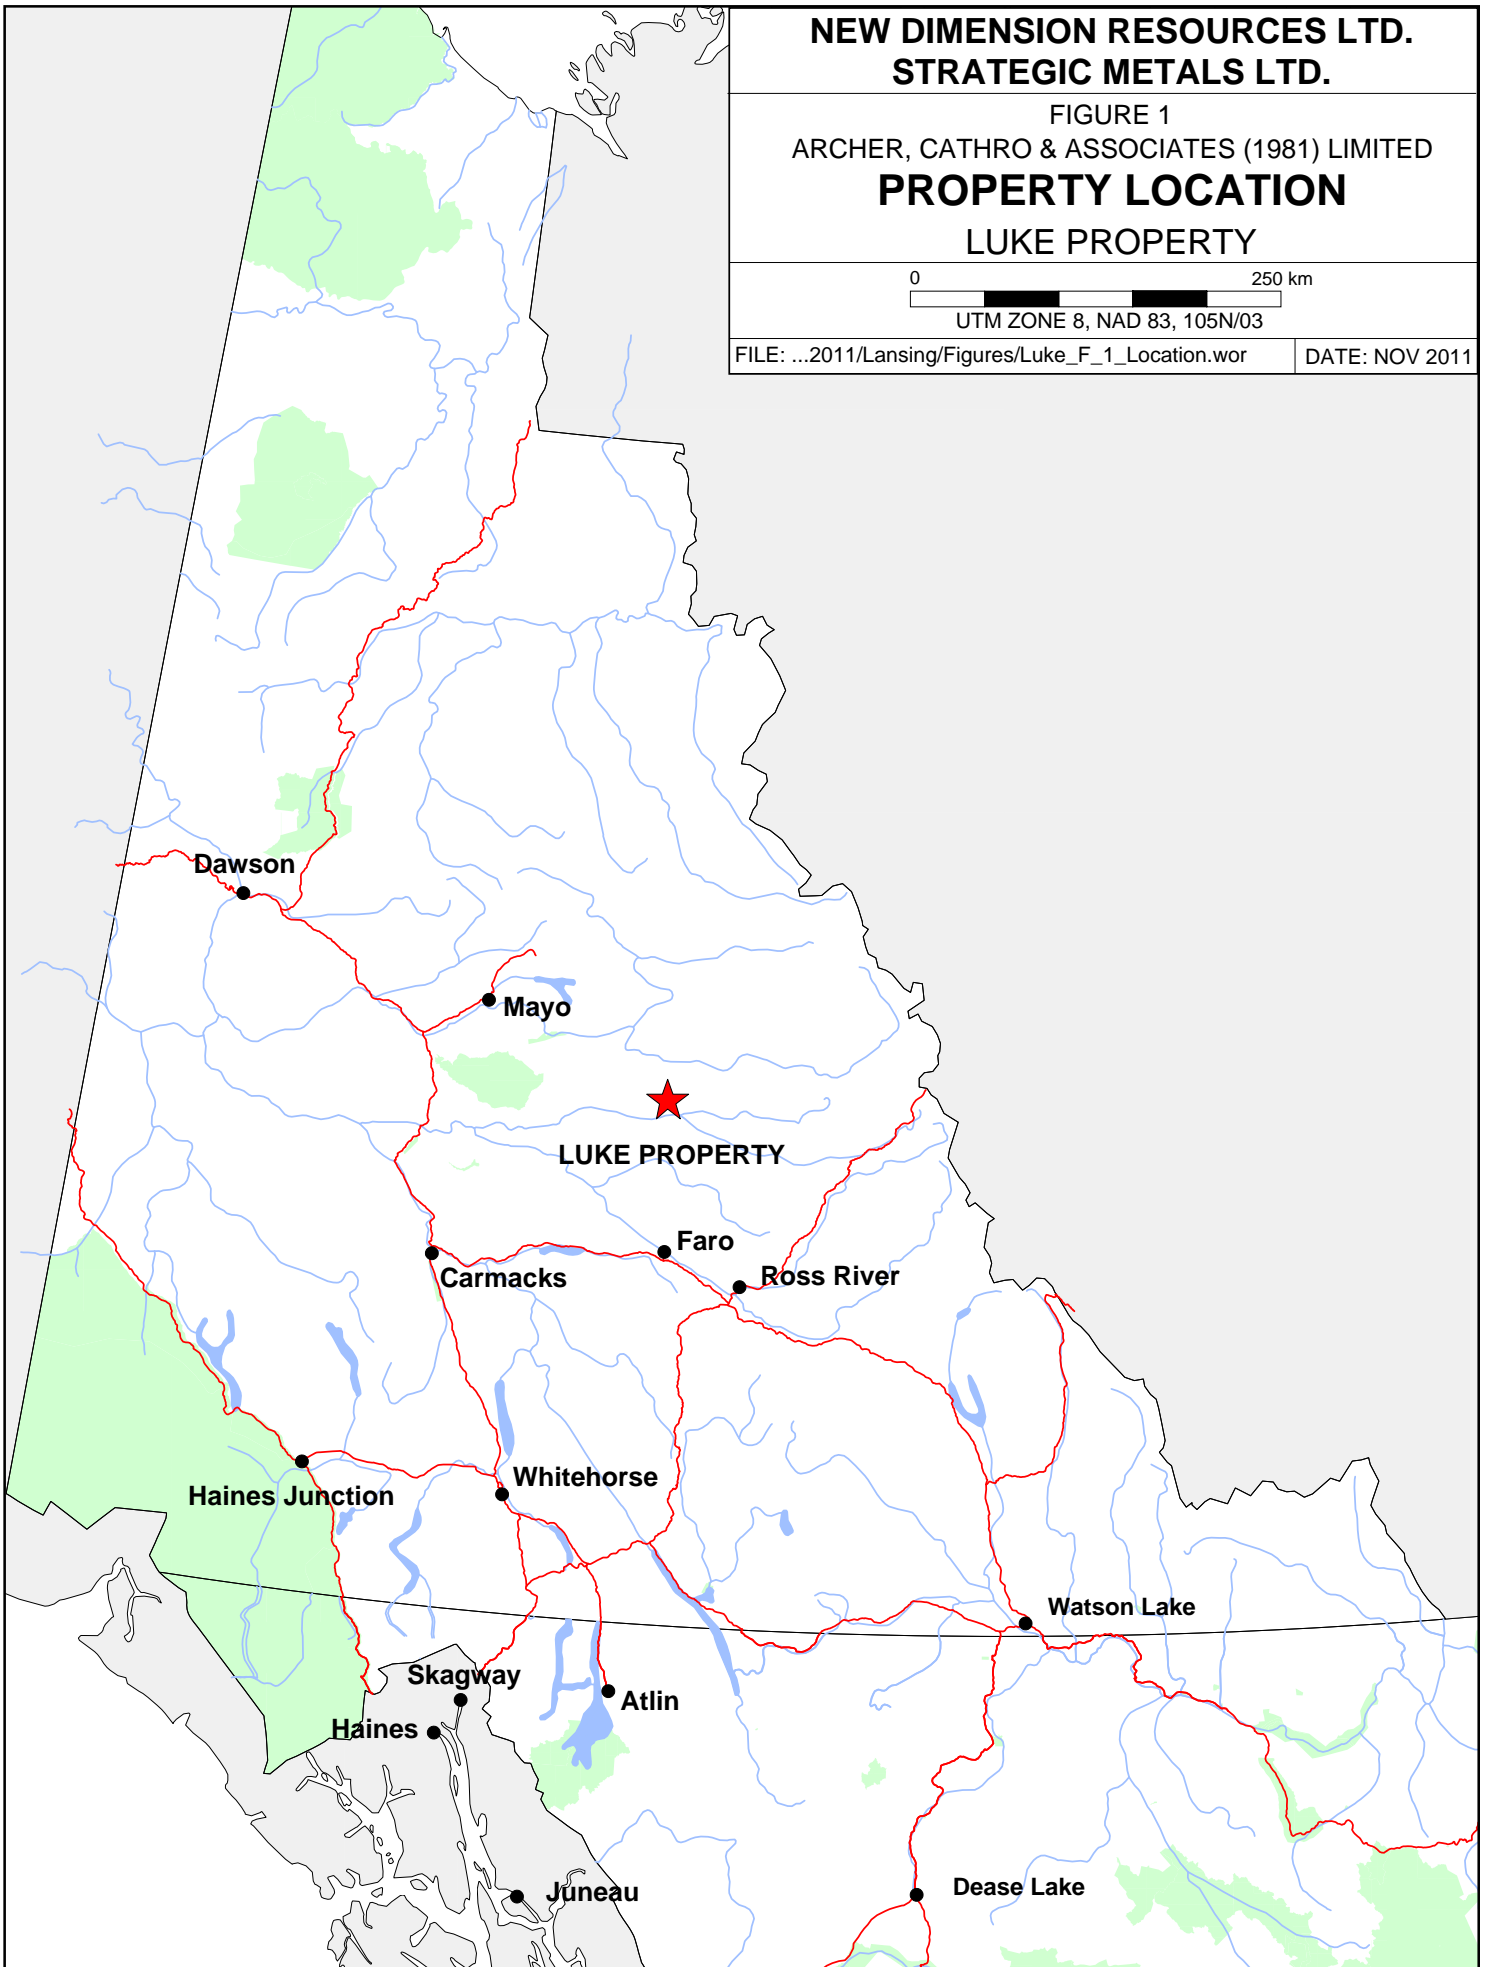 NEW DIMENSION RESOURCES LTD.
STRATEGIC METALS LTD.
FIGURE 1
ARCHER, CATHRO & ASSOCIATES (1981) LIMITED
PROPERTY LOCATION
LUKE PROPERTY
0 250 km
UTM ZONE 8, NAD 83, 105N/03
FILE: ...2011/Lansing/Figures/Luke_F_1_Location.wor DATE: NOV 2011
Dawson
Mayo
LUKE PROPERTY
Faro
Ross River
Carmacks
Whitehorse
Haines Junction
Watson Lake
Skagway
Atlin
Haines
Dease Lake
Juneau